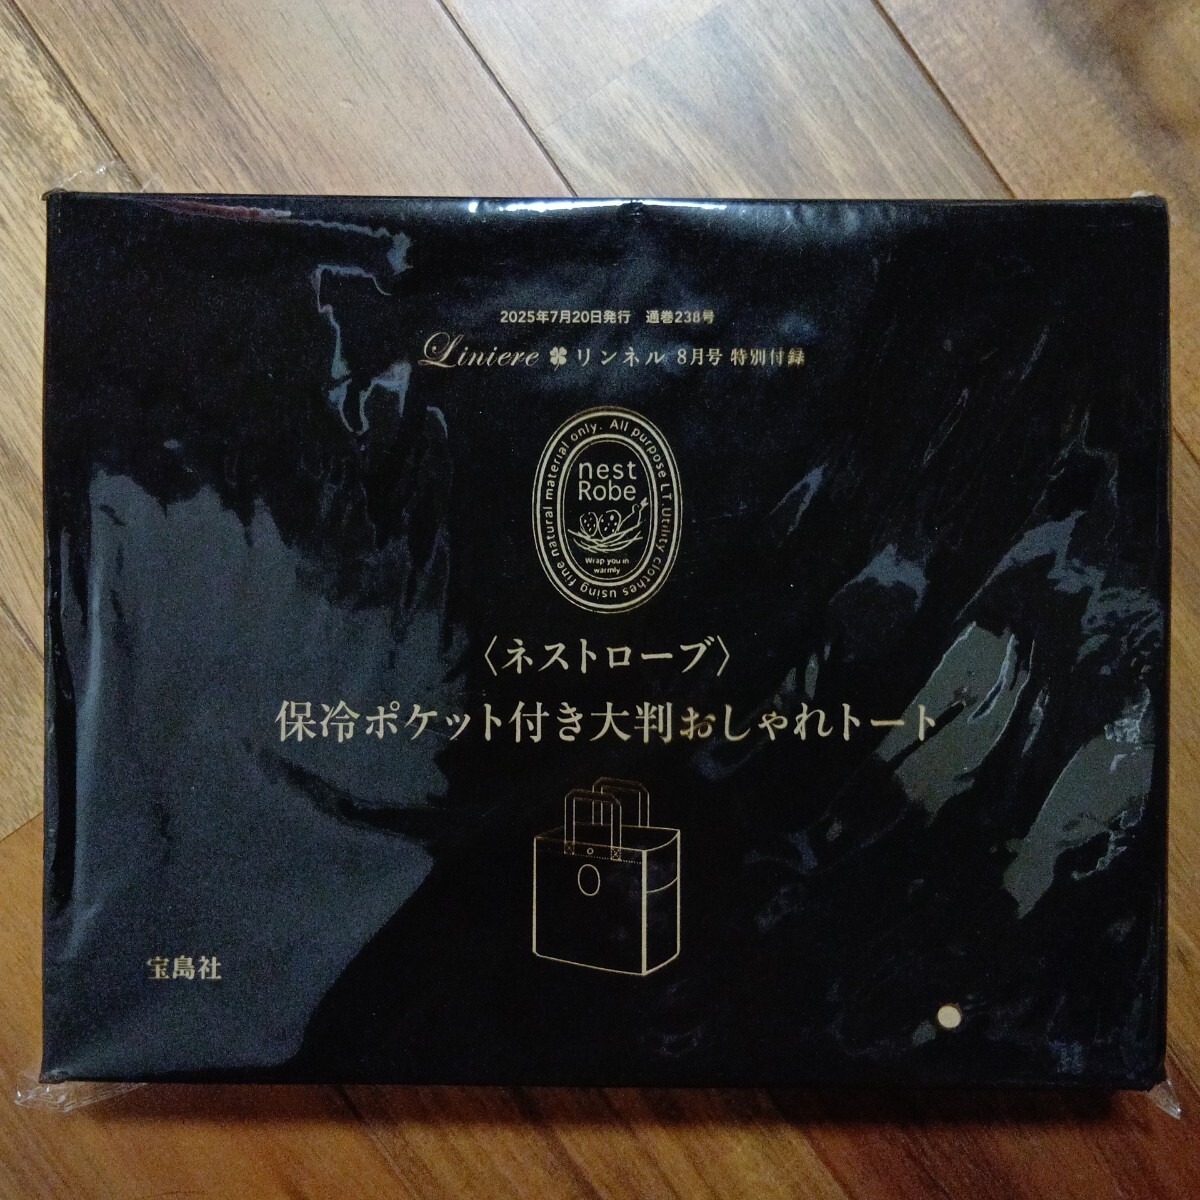 2025年7月20日発行　通巻238号
Liniere リンネル 8月号 特別付録
All purpose LT. Utility clothes using fine natural material only.
nest
Robe
Wrap you in
warmly
〈ネストローブ〉
保冷ポケット付き大判おしゃれトート
宝島社